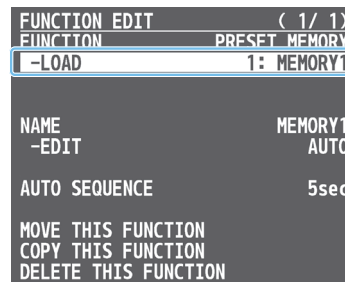 FUNCTION EDIT ( 1/ 1)
FUNCTION PRESET MEMORY
-LOAD 1: MEMORY1
NAME MEMORY1
-EDIT AUTO
AUTO SEQUENCE 5sec
MOVE THIS FUNCTION
COPY THIS FUNCTION
DELETE THIS FUNCTION